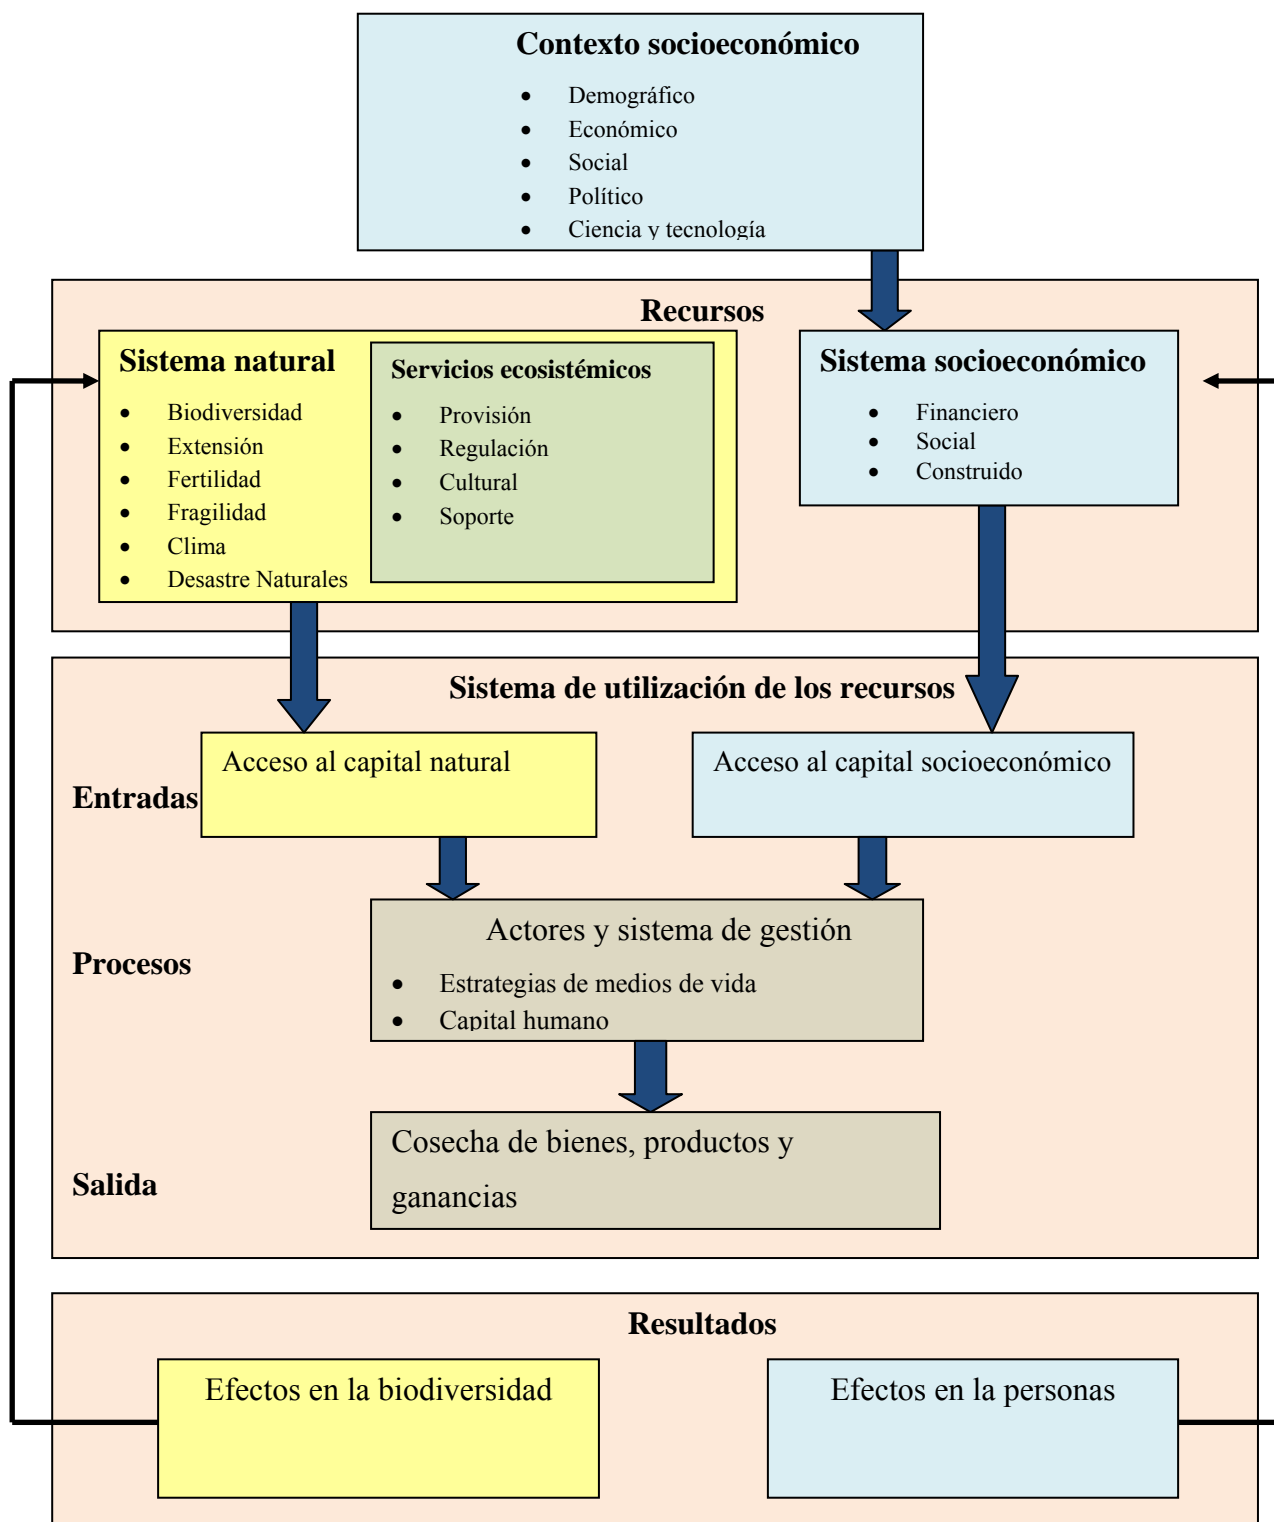 Contexto socioeconómico
• Demográfico
• Económico
• Social
• Político
• Ciencia y tecnología
Recursos
Sistema natural
• Biodiversidad
• Extensión
• Fertilidad
• Fragilidad
• Clima
• Desastre Naturales
Servicios ecosistémicos
• Provisión
• Regulación
• Cultural
• Soporte
Sistema socioeconómico
• Financiero
• Social
• Construido
Sistema de utilización de los recursos
Entradas
Acceso al capital natural
Acceso al capital socioeconómico
Procesos
Actores y sistema de gestión
• Estrategias de medios de vida
• Capital humano
Salida
Cosecha de bienes, productos y
ganancias
Resultados
Efectos en la biodiversidad
Efectos en la personas